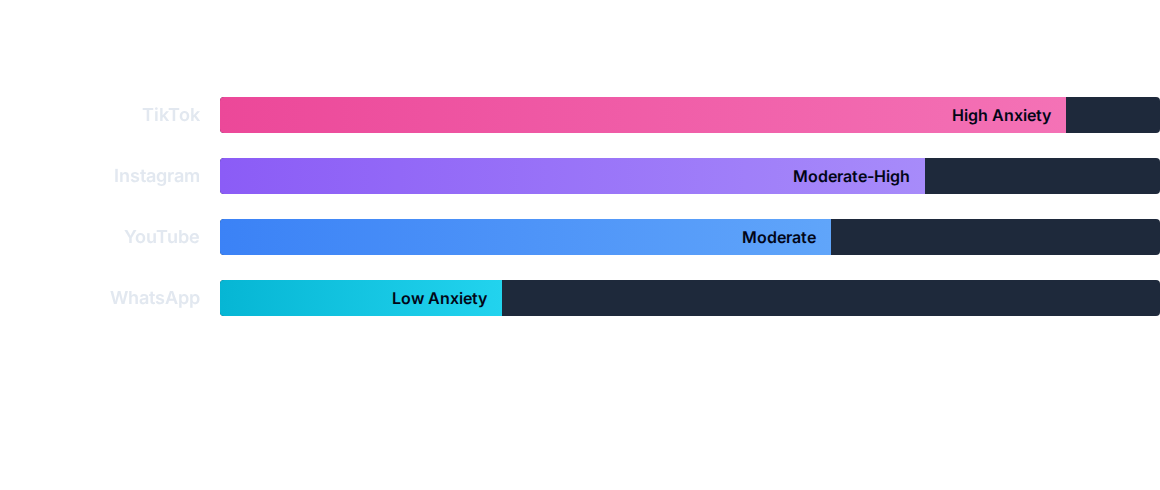 TikTok High Anxiety
Instagram Moderate-High
YouTube Moderate
WhatsApp Low Anxiety